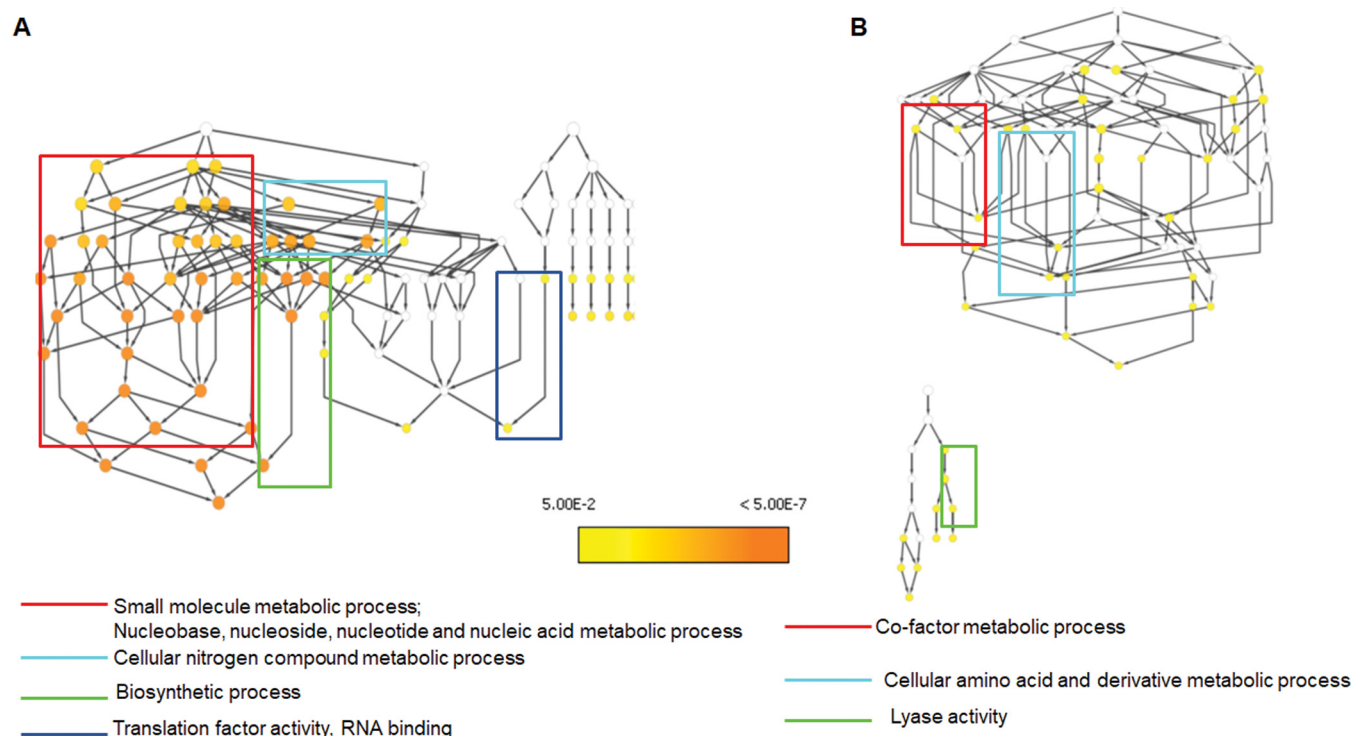 A
B
5.00E-2
< 5.00E-7
Small molecule metabolic process;
Nucleobase, nucleoside, nucleotide and nucleic acid metabolic process
Cellular nitrogen compound metabolic process
Biosynthetic process
Translation factor activity, RNA binding
Co-factor metabolic process
Cellular amino acid and derivative metabolic process
Lyase activity